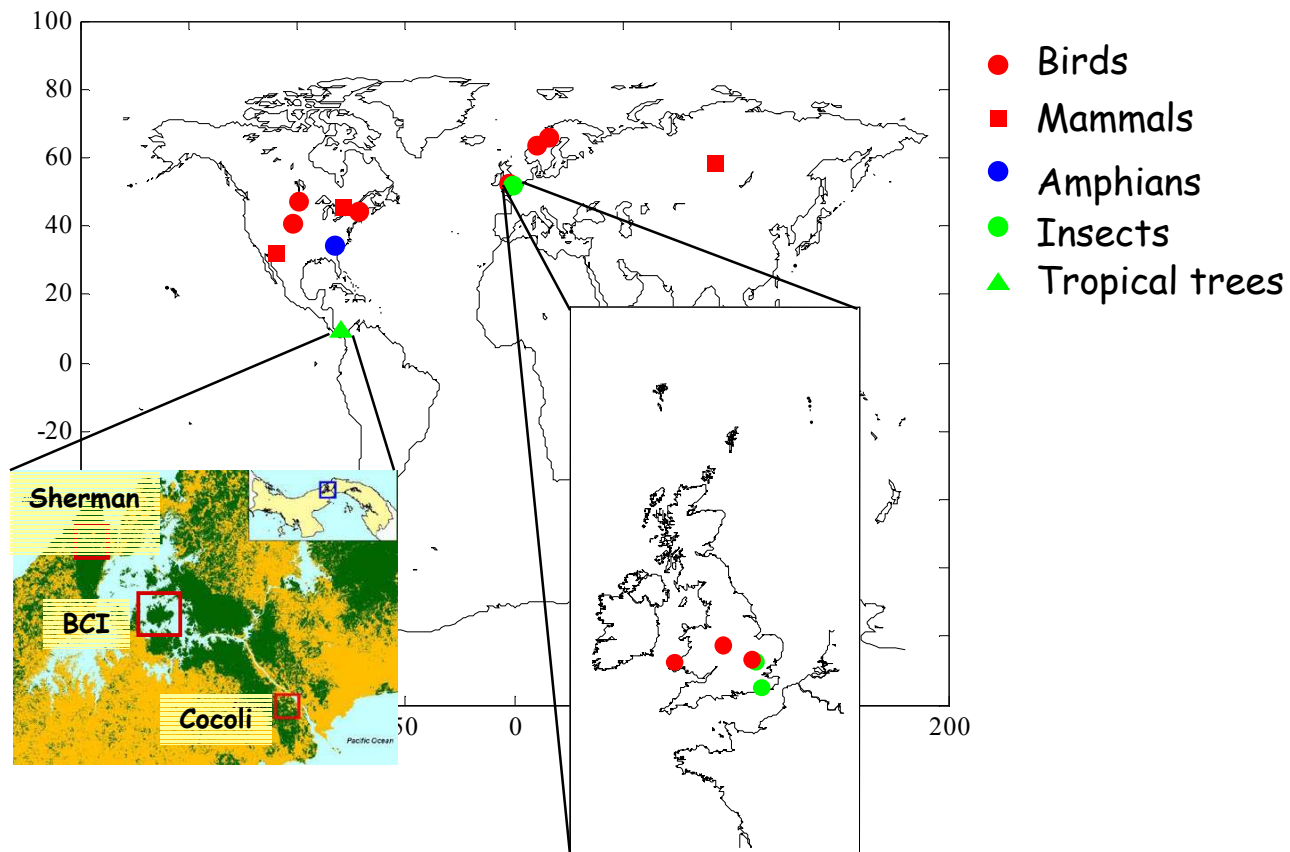 100
80
60
40
20
0
-20
50
0
200
Birds
Mammals
Amphians
Insects
Tropical trees
Sherman
BCI
Cocoli
Pacific Ocean